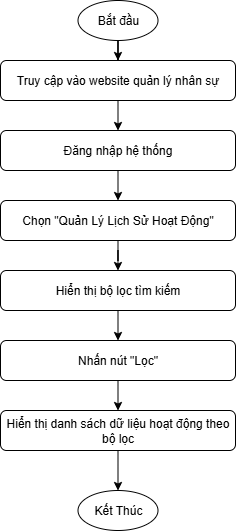 Bắt đầu
Truy cập vào website quản lý nhân sự
Đăng nhập hệ thống
Chọn "Quản Lý Lịch Sử Hoạt Động"
Hiển thị bộ lọc tìm kiếm
Nhấn nút "Lọc"
Hiển thị danh sách dữ liệu hoạt động theo
bộ lọc
Kết Thúc